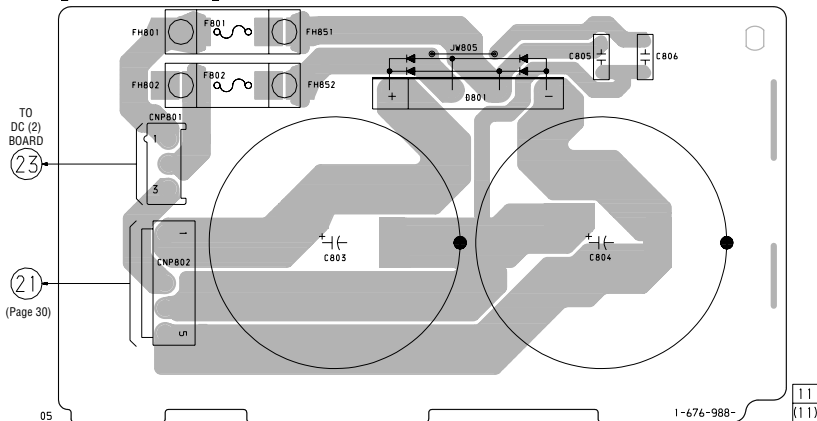 FH801
F801
FH851
FH802
F802
FH852
JW805
D801
+
−
C805
C806
TO
DC (2)
BOARD
23
CNP801
1
3
21
(Page 30)
CNP802
1
5
+
C803
+
C804
05
1-676-988-
11
(11)